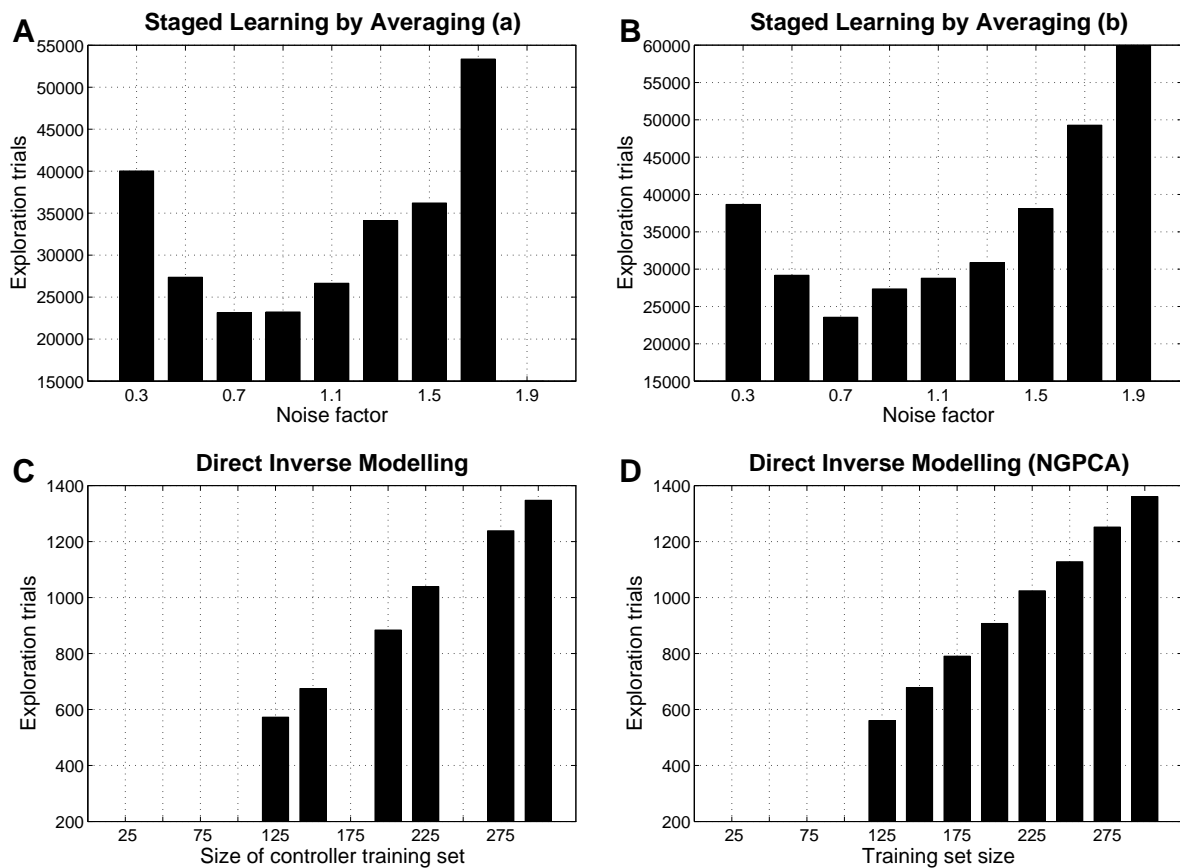 A
Staged Learning by Averaging (a)
55000
50000
45000
40000
35000
30000
25000
20000
15000
Exploration trials
0.3 0.7 1.1 1.5 1.9
Noise factor
B
Staged Learning by Averaging (b)
60000
55000
50000
45000
40000
35000
30000
25000
20000
15000
Exploration trials
0.3 0.7 1.1 1.5 1.9
Noise factor
C
Direct Inverse Modelling
1400
1200
1000
800
600
400
200
Exploration trials
25 75 125 175 225 275
Size of controller training set
D
Direct Inverse Modelling (NGPCA)
1400
1200
1000
800
600
400
200
Exploration trials
25 75 125 175 225 275
Training set size